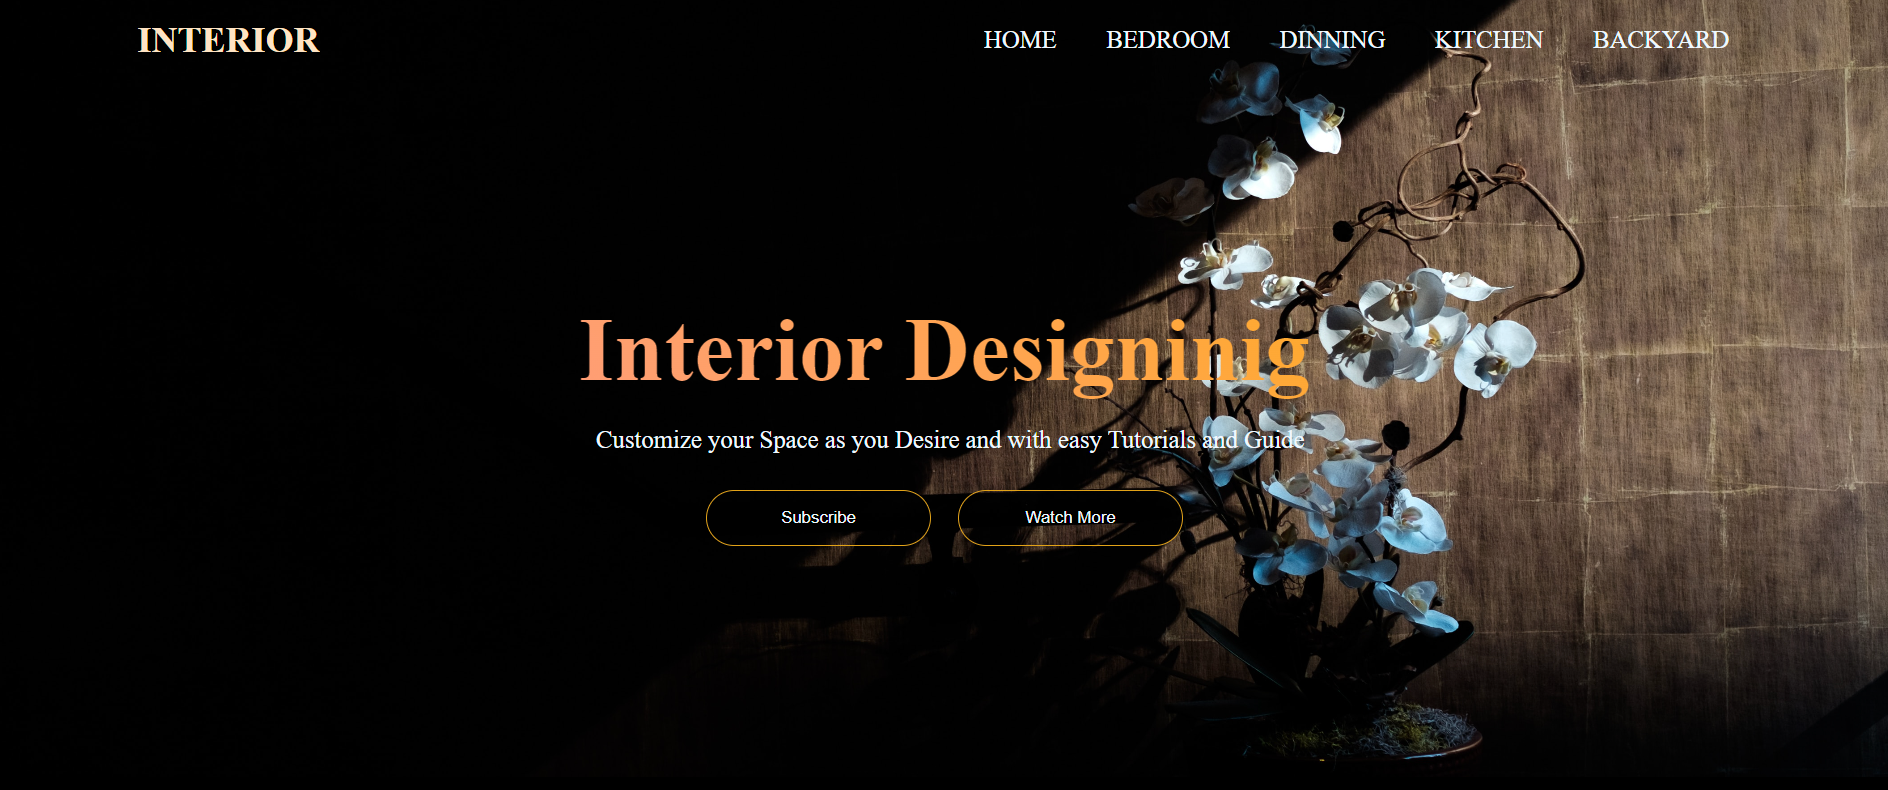 INTERIOR HOME BEDROOM DINNING KITCHEN BACKYARD
Interior Designinig
Customize your Space as you Desire and with easy Tutorials and Guide
Subscribe Watch More